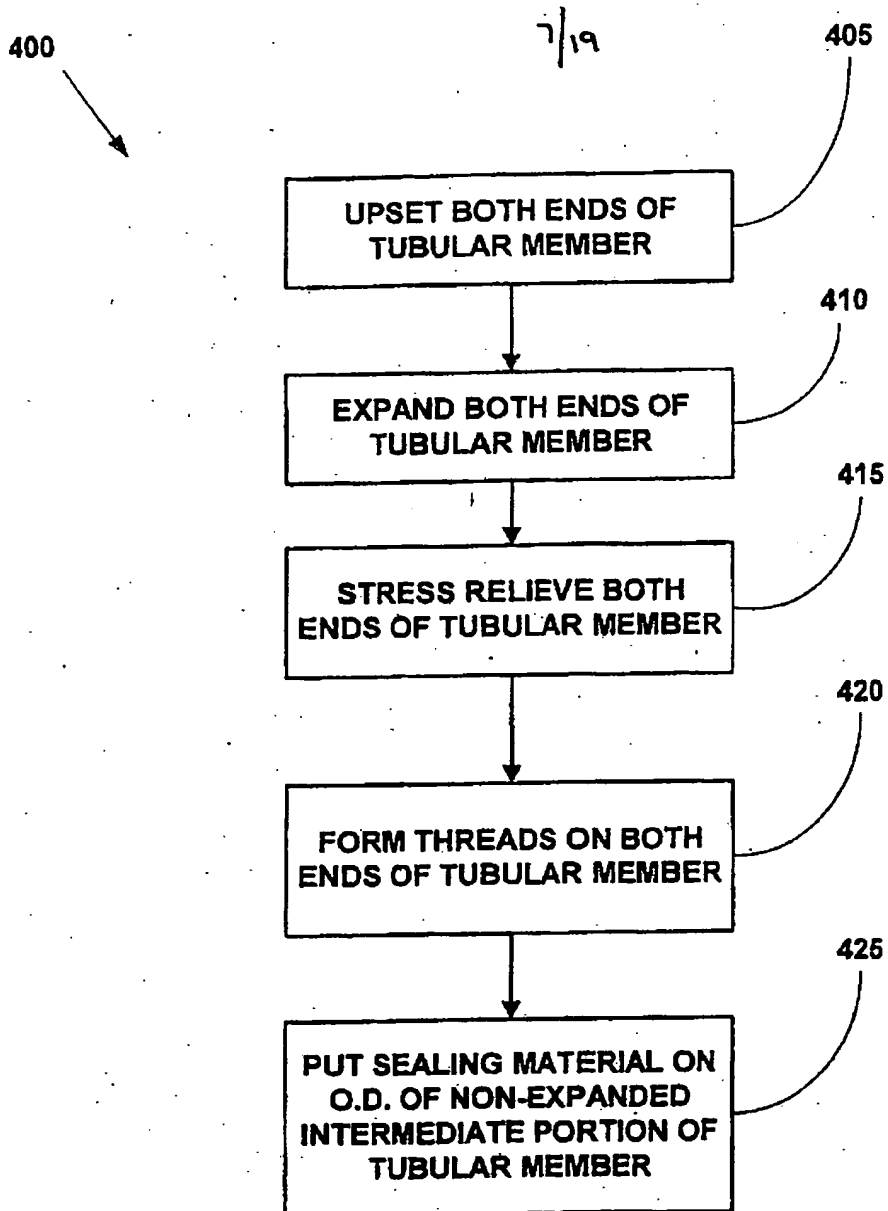 7/19
400
405
UPSET BOTH ENDS OF
TUBULAR MEMBER
410
EXPAND BOTH ENDS OF
TUBULAR MEMBER
415
STRESS RELIEVE BOTH
ENDS OF TUBULAR MEMBER
420
FORM THREADS ON BOTH
ENDS OF TUBULAR MEMBER
425
PUT SEALING MATERIAL ON
O.D. OF NON-EXPANDED
INTERMEDIATE PORTION OF
TUBULAR MEMBER